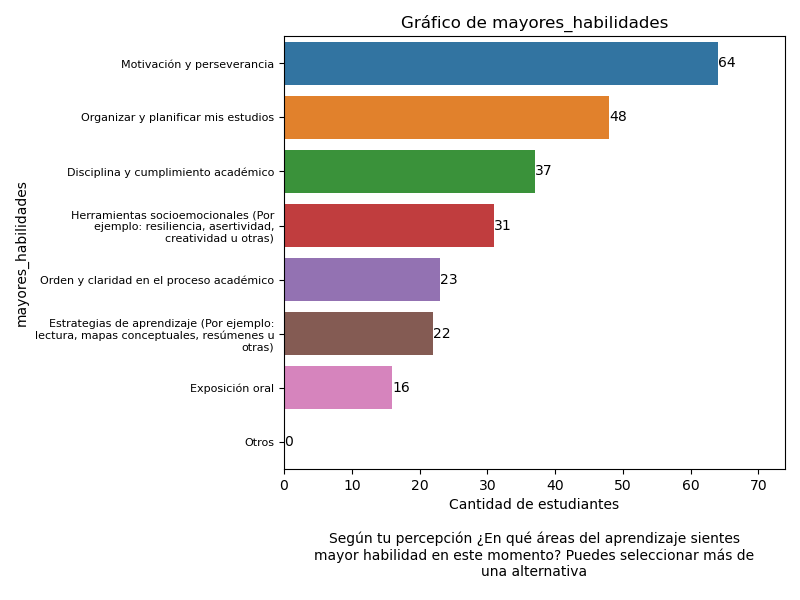 Gráfico de mayores_habilidades
mayores_habilidades
Motivación y perseverancia
64
Organizar y planificar mis estudios
48
Disciplina y cumplimiento académico
37
Herramientas socioemocionales (Por
ejemplo: resiliencia, asertividad,
creatividad u otras)
31
Orden y claridad en el proceso académico
23
Estrategias de aprendizaje (Por ejemplo:
lectura, mapas conceptuales, resúmenes u
otras)
22
Exposición oral
16
Otros
0
0 10 20 30 40 50 60 70
Cantidad de estudiantes
Según tu percepción ¿En qué áreas del aprendizaje sientes
mayor habilidad en este momento? Puedes seleccionar más de
una alternativa